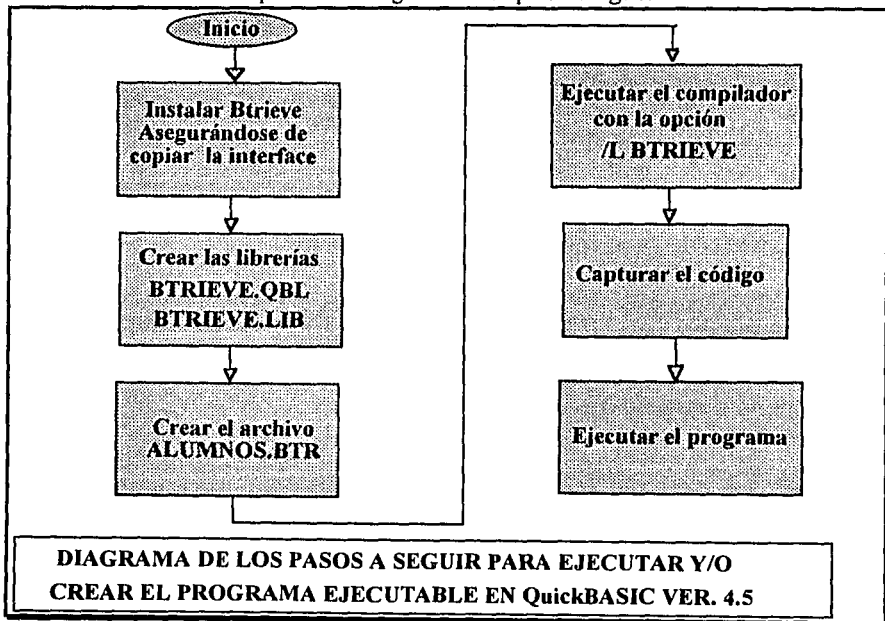 Inicio
Instalar Btrieve
Asegurándose de
copiar la interface
Crear las librerías
BTRIEVE.QBL
BTRIEVE.LIB
Crear el archivo
ALUMNOS.BTR
Ejecutar el compilador
con la opción
/L BTRIEVE
Capturar el código
Ejecutar el programa
DIAGRAMA DE LOS PASOS A SEGUIR PARA EJECUTAR Y/O
CREAR EL PROGRAMA EJECUTABLE EN QuickBASIC VER. 4.5